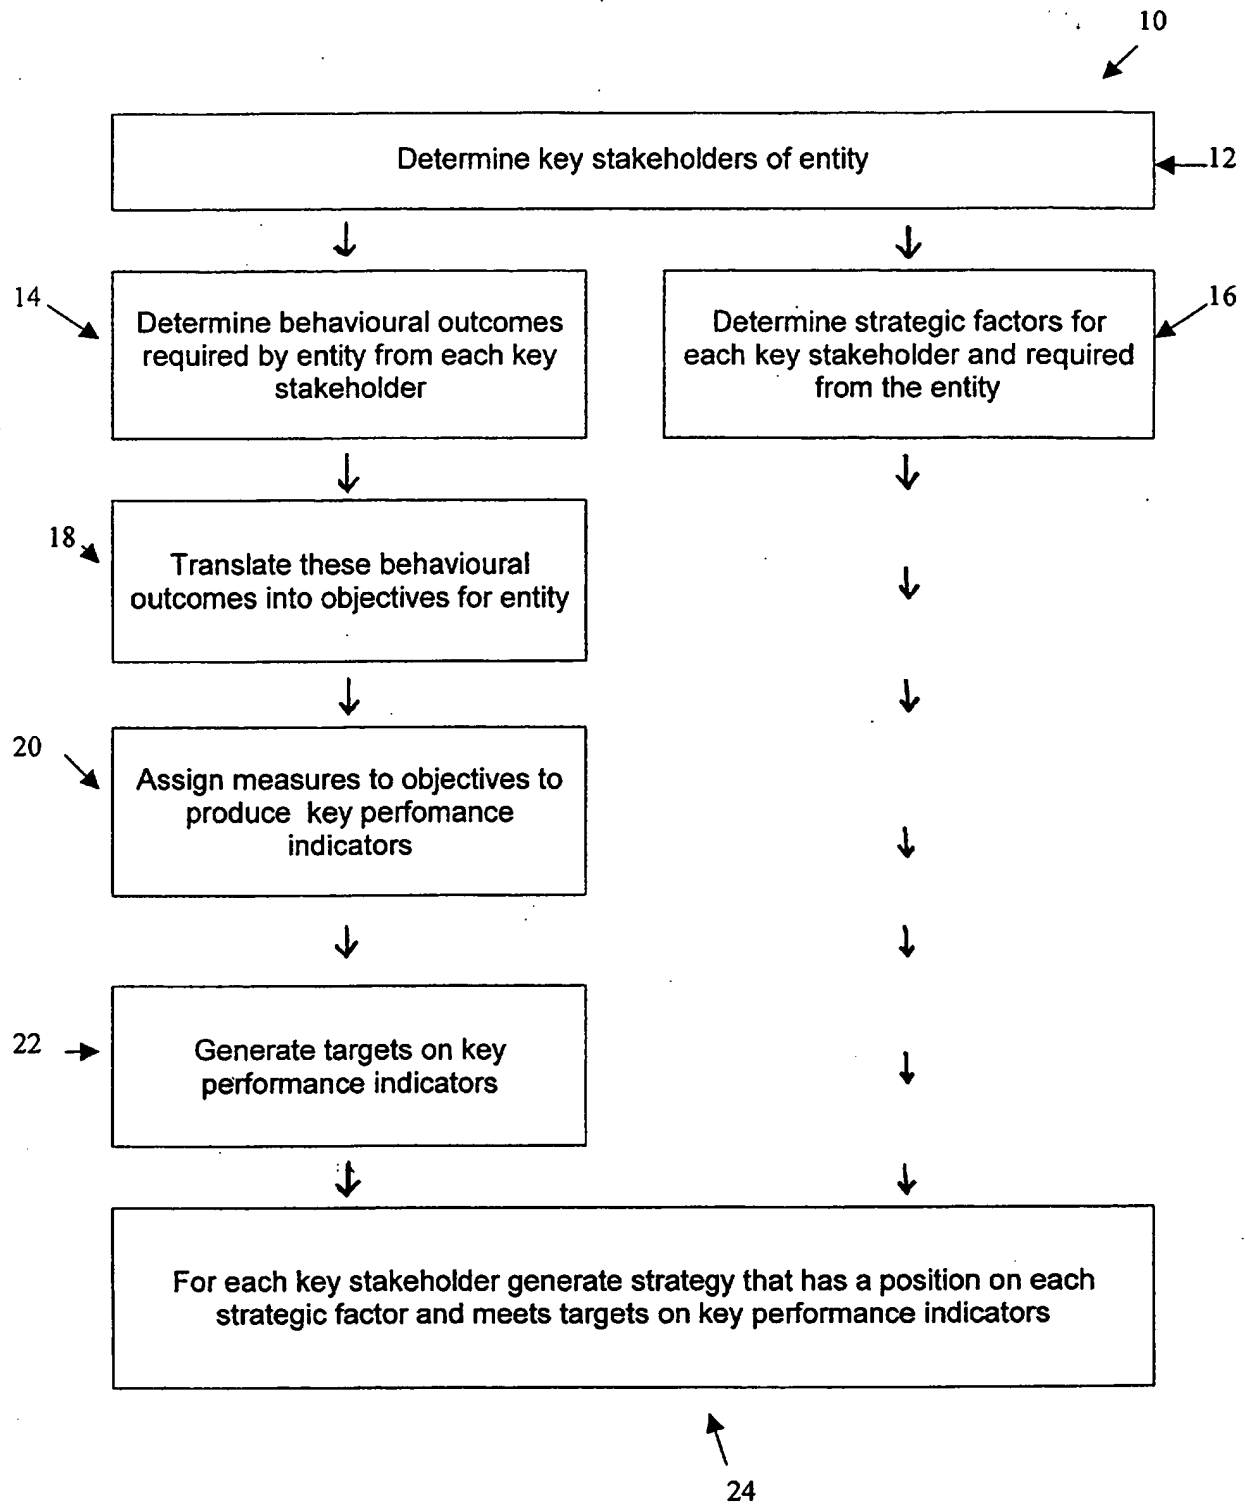 10
Determine key stakeholders of entity
12
14
Determine behavioural outcomes
required by entity from each key
stakeholder
Determine strategic factors for
each key stakeholder and required
from the entity
16
18
Translate these behavioural
outcomes into objectives for entity
20
Assign measures to objectives to
produce key perfomance
indicators
22
Generate targets on key
performance indicators
For each key stakeholder generate strategy that has a position on each
strategic factor and meets targets on key performance indicators
24